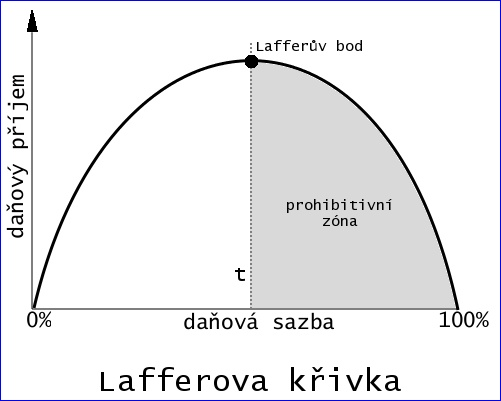 Lafferův bod
daňový příjem
prohibitivní
zóna
t
0%
daňová sazba
100%
Lafferova křivka